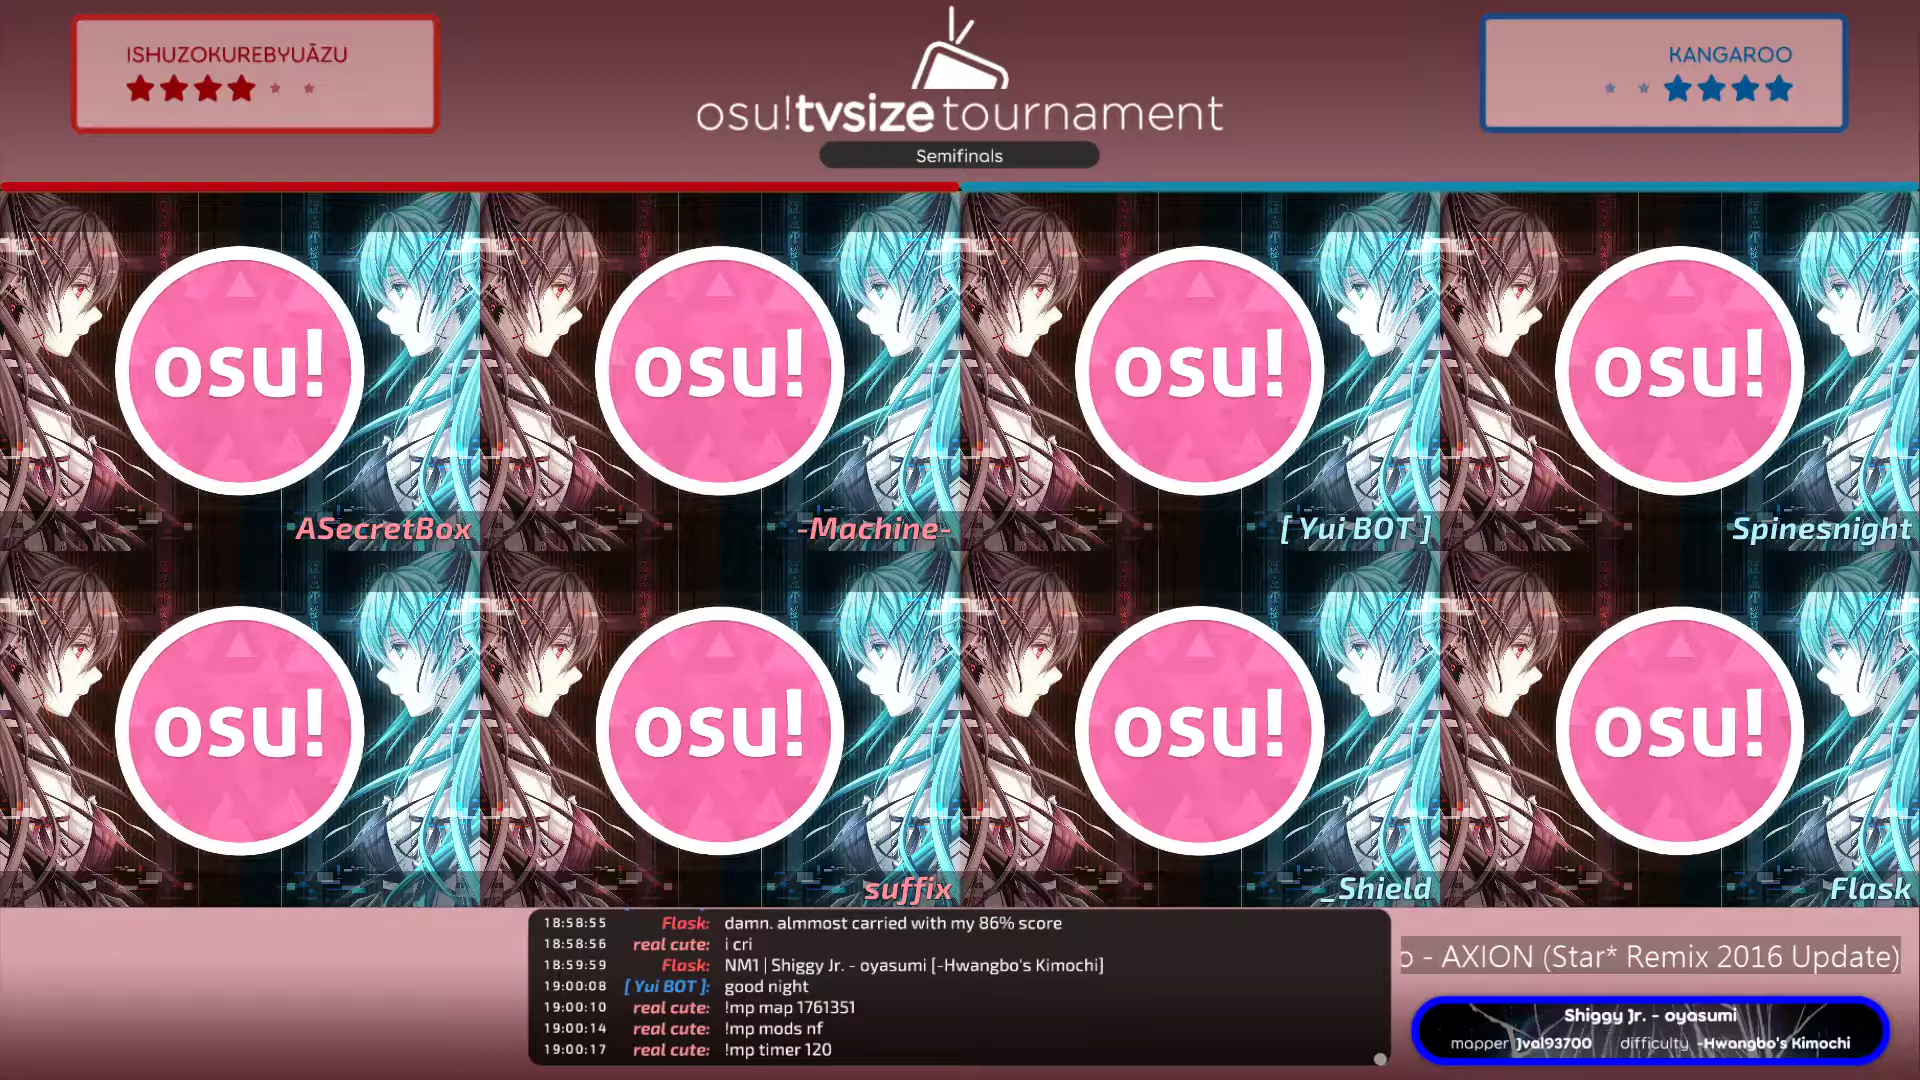 ISHUZOKUREBYUĀZU
KANGAROO
osu!tvsize tournament
Semifinals
osu!
osu!
osu!
osu!
ASecretBox
-Machine-
[ Yui BOT ]
Spinesnight
osu!
osu!
osu!
osu!
suffix
_Shield
Flask
18:58:55 Flask: damn. almmost carried with my 86% score
18:58:56 real cute: i cri
18:59:59 Flask: NM1 | Shiggy Jr. - oyasumi [-Hwangbo's Kimochi]
19:00:08 [ Yui BOT ]: good night
19:00:10 real cute: !mp map 1761351
19:00:14 real cute: !mp mods nf
19:00:17 real cute: !mp timer 120
o - AXION (Star* Remix 2016 Update)
Shiggy Jr. - oyasumi
mapper Jval93700 difficulty -Hwangbo's Kimochi